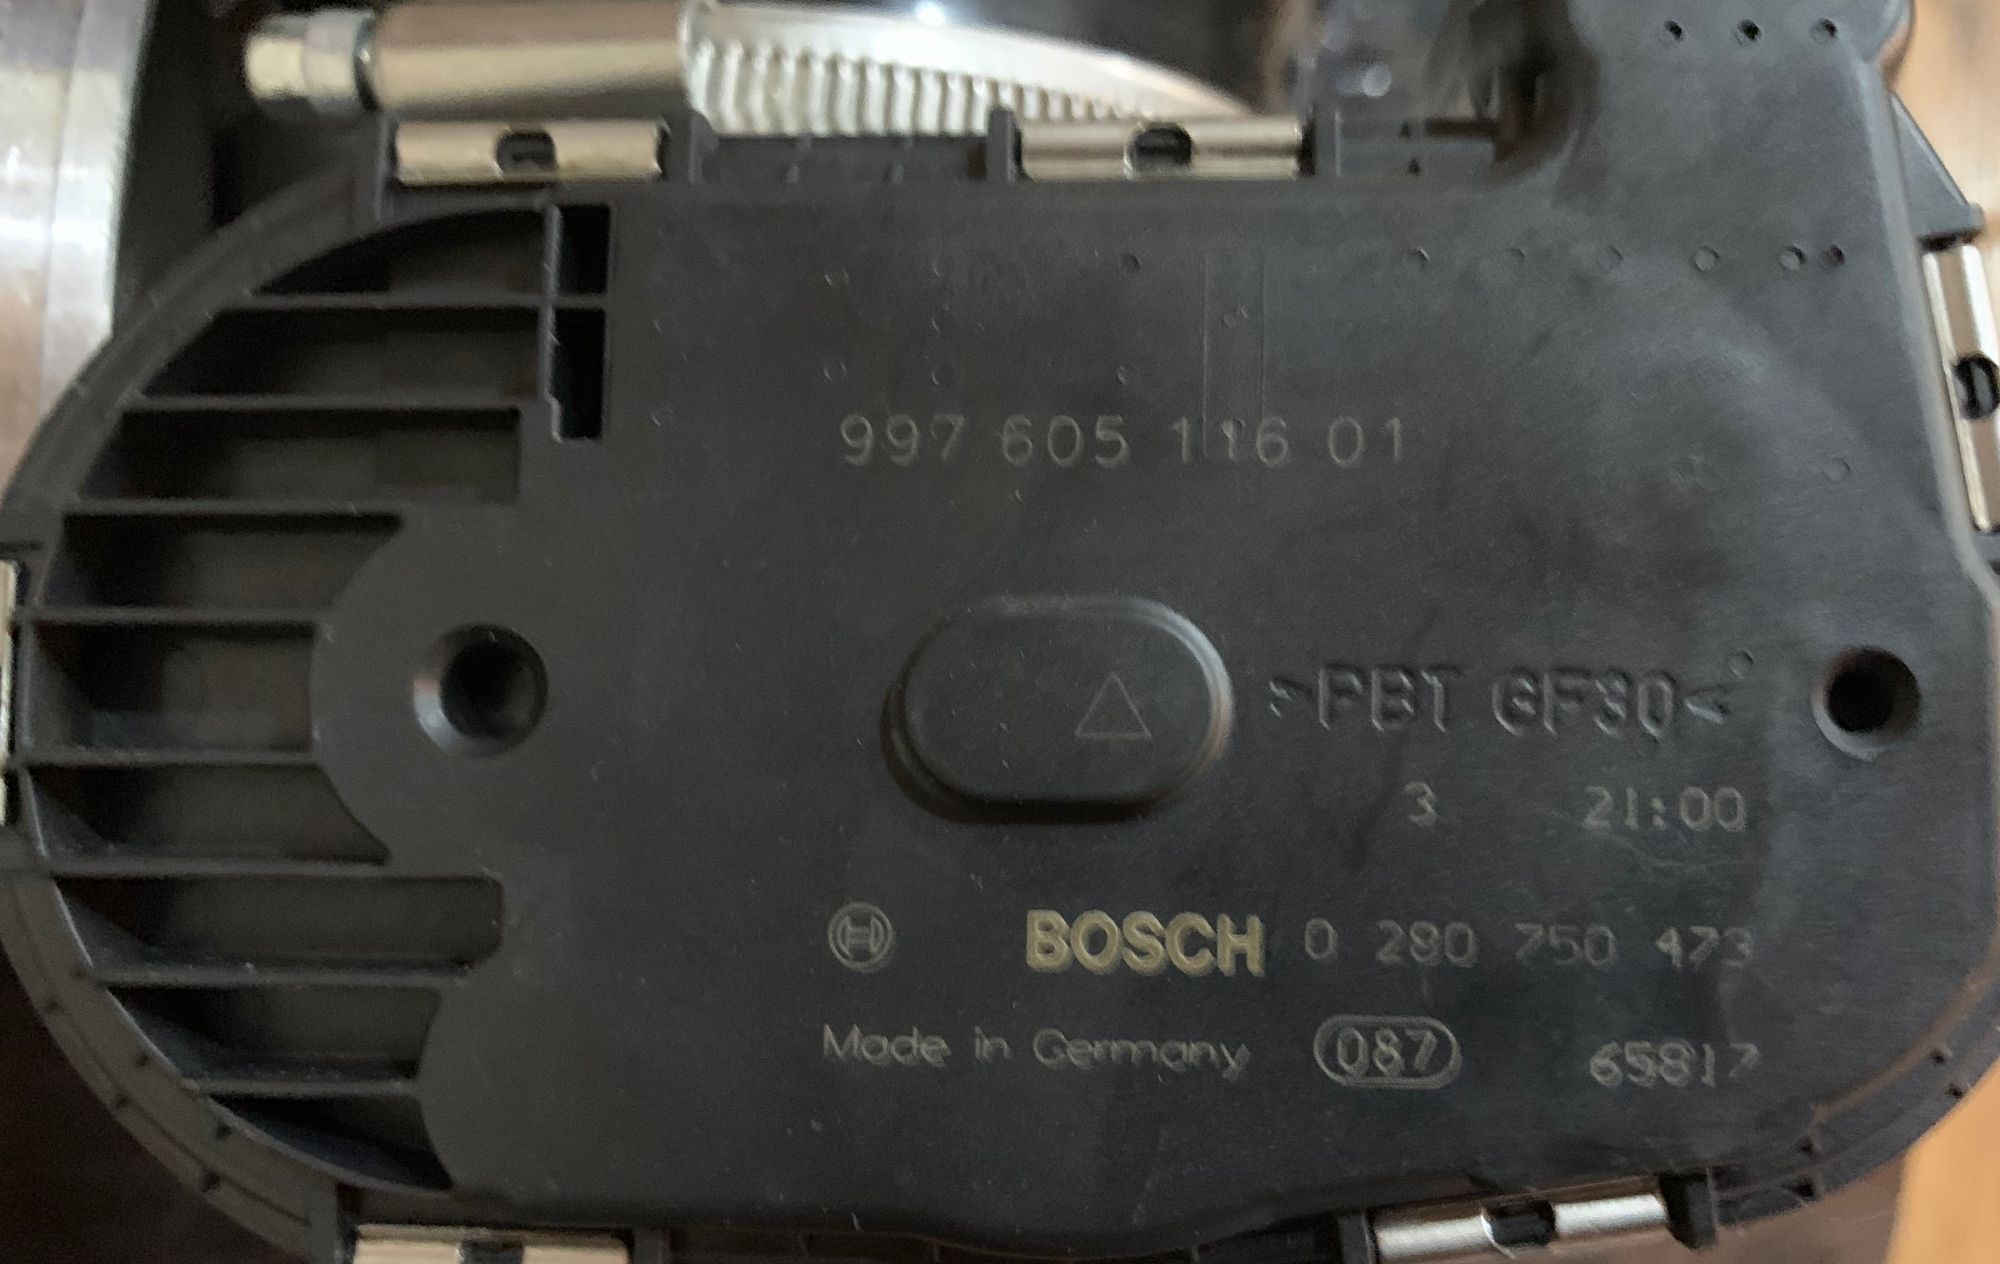 997 605 116 01
>PBT GF30<
3 21:00
BOSCH 0 280 750 473
Made in Germany 087 65817